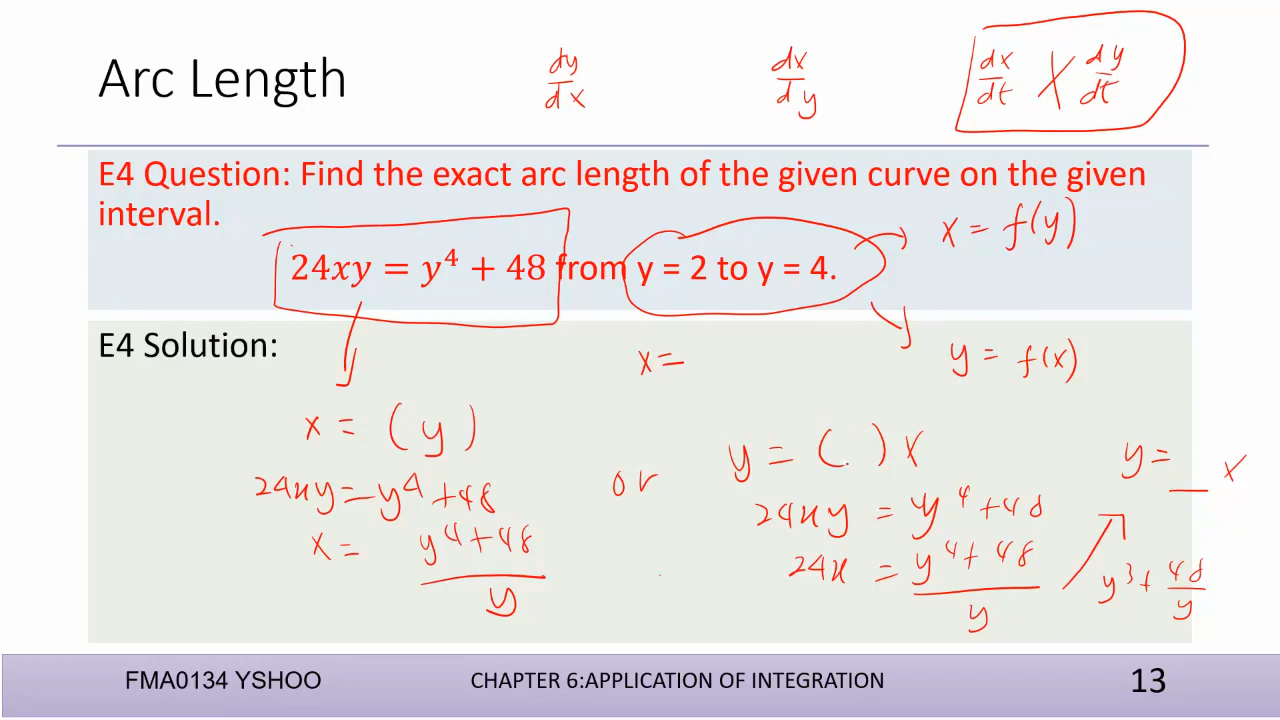 Arc Length
dy/dx
dx/dy
dx/dt X dy/dt
E4 Question: Find the exact arc length of the given curve on the given
interval.
24𝑥𝑦 = 𝑦⁴ + 48 from y = 2 to y = 4.
x = f(y)
E4 Solution:
x =
y = f(x)
x = ( y )
or
y = ( . ) x
y = __ x
24xy = y⁴ + 48
24xy = y⁴ + 48
x = (y⁴ + 48)/y
24x = (y⁴ + 48)/y
y³ + 48/y
FMA0134 YSHOO
CHAPTER 6:APPLICATION OF INTEGRATION
13